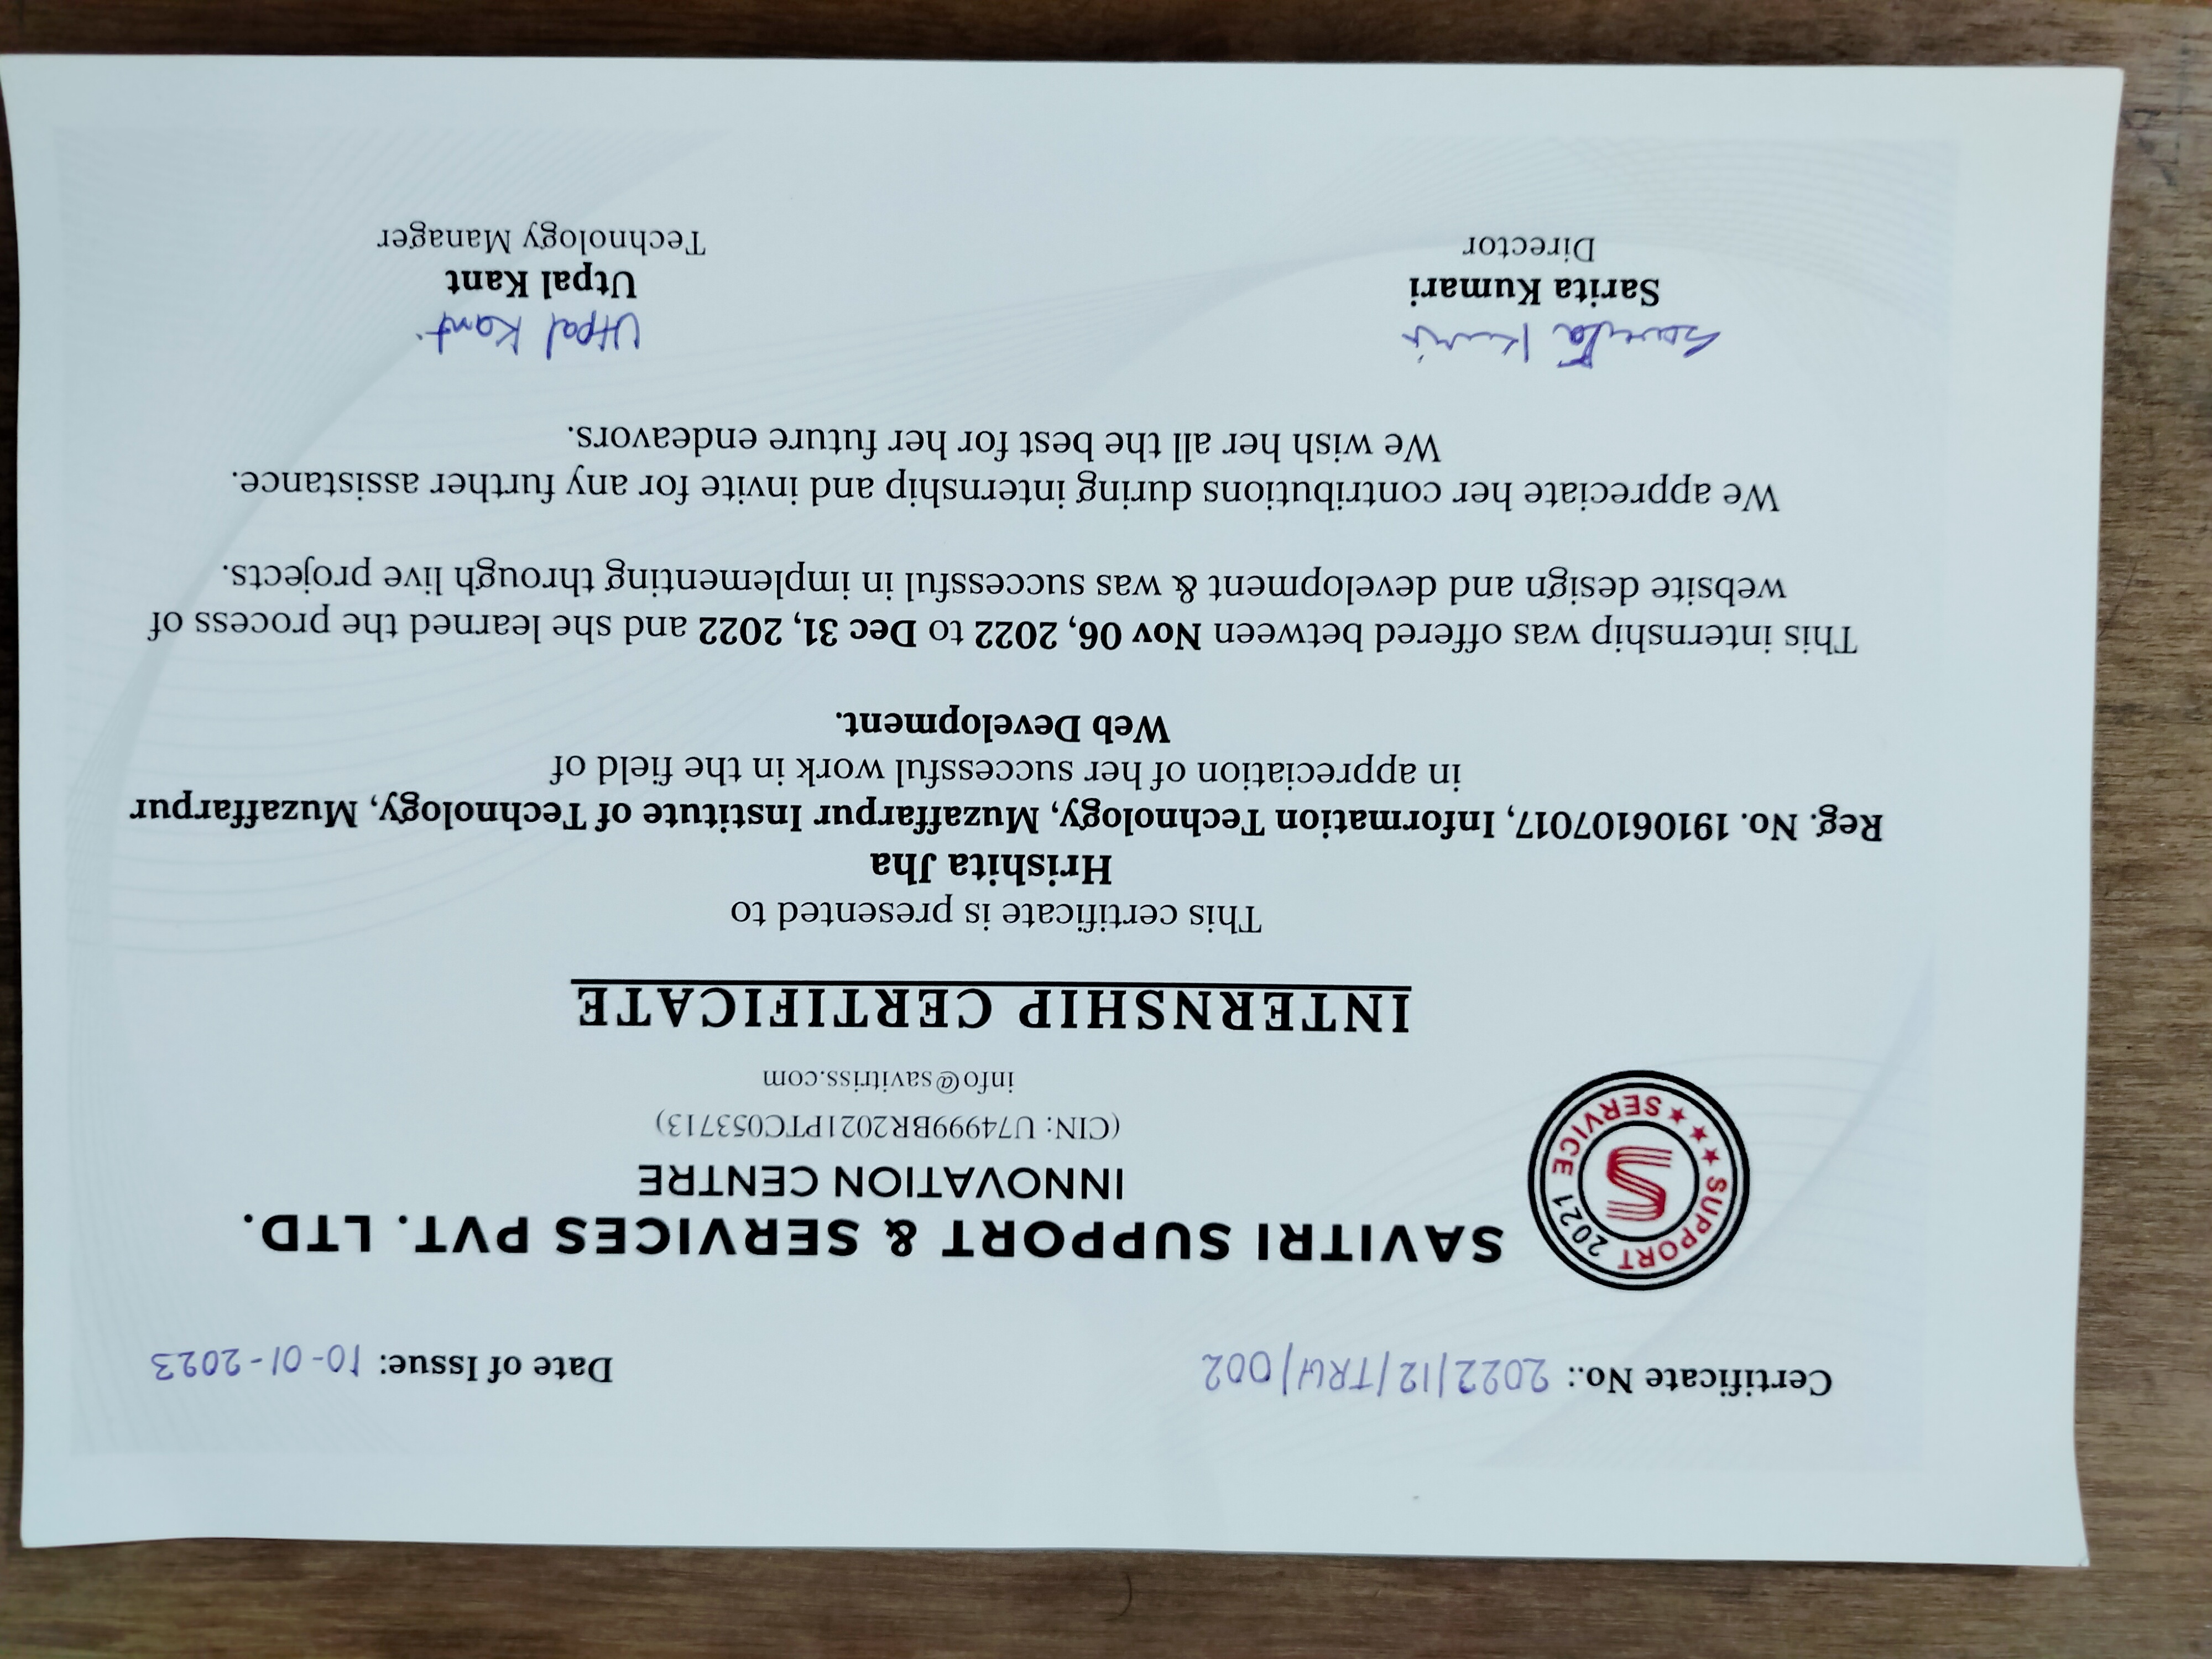 Certificate No.: 2022/12/TRG/002 Date of Issue: 10-01-2023
SAVITRI SUPPORT & SERVICES PVT. LTD.
INNOVATION CENTRE
SUPPORT 2021 SERVICE
S
(CIN: U74999BR2021PTC053713)
info@savitriss.com
INTERNSHIP CERTIFICATE
This certificate is presented to
Hrishita Jha
Reg. No. 19106107017, Information Technology, Muzaffarpur Institute of Technology, Muzaffarpur
in appreciation of her successful work in the field of
Web Development.
This internship was offered between Nov 06, 2022 to Dec 31, 2022 and she learned the process of
website design and development & was successful in implementing through live projects.
We appreciate her contributions during internship and invite for any further assistance.
We wish her all the best for her future endeavors.
Sarita Kumari Utpal Kant
Sarita Kumari Utpal Kant
Director Technology Manager